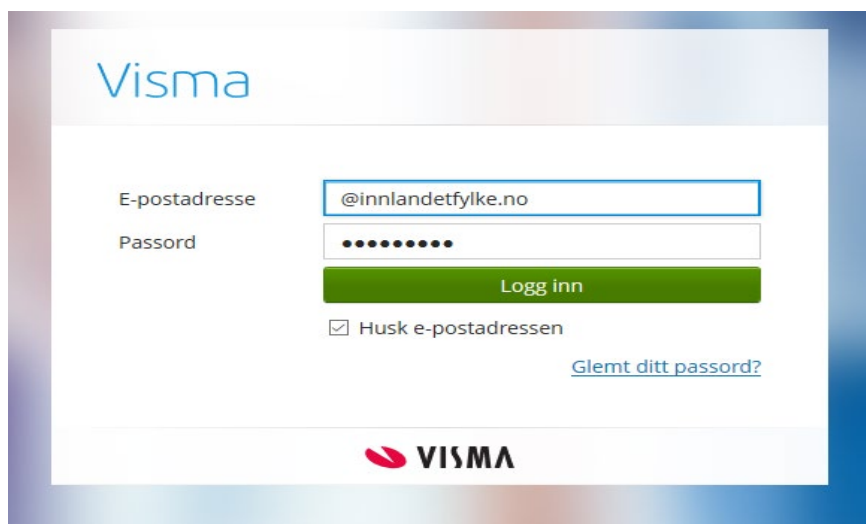 Visma
E-postadresse @innlandetfylke.no
Passord •••••••••
Logg inn
Husk e-postadressen
Glemt ditt passord?
VISMA